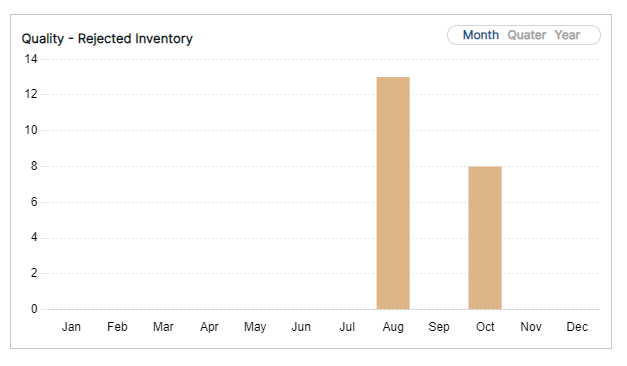 Quality - Rejected Inventory
Month Quater Year
14
12
10
8
6
4
2
0
Jan Feb Mar Apr May Jun Jul Aug Sep Oct Nov Dec